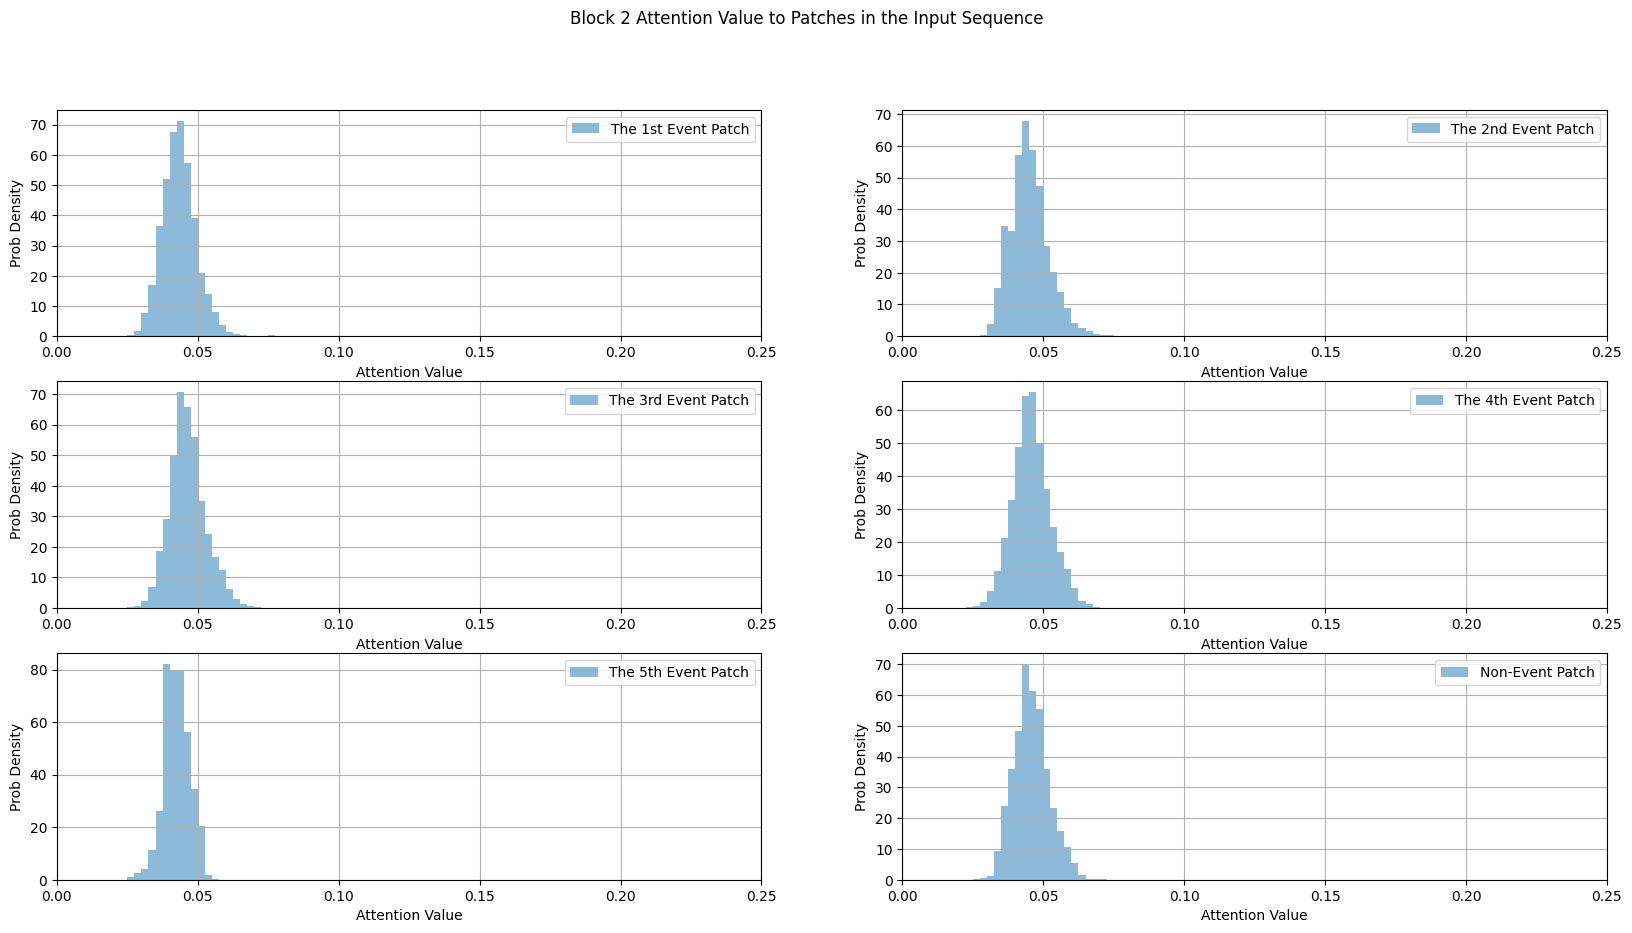 Block 2 Attention Value to Patches in the Input Sequence
Prob Density
70
60
50
40
30
20
10
0
The 1st Event Patch
0.00 0.05 0.10 0.15 0.20 0.25
Attention Value
Prob Density
70
60
50
40
30
20
10
0
The 2nd Event Patch
0.00 0.05 0.10 0.15 0.20 0.25
Attention Value
Prob Density
70
60
50
40
30
20
10
0
The 3rd Event Patch
0.00 0.05 0.10 0.15 0.20 0.25
Attention Value
Prob Density
60
50
40
30
20
10
0
The 4th Event Patch
0.00 0.05 0.10 0.15 0.20 0.25
Attention Value
Prob Density
80
60
40
20
0
The 5th Event Patch
0.00 0.05 0.10 0.15 0.20 0.25
Attention Value
Prob Density
70
60
50
40
30
20
10
0
Non-Event Patch
0.00 0.05 0.10 0.15 0.20 0.25
Attention Value